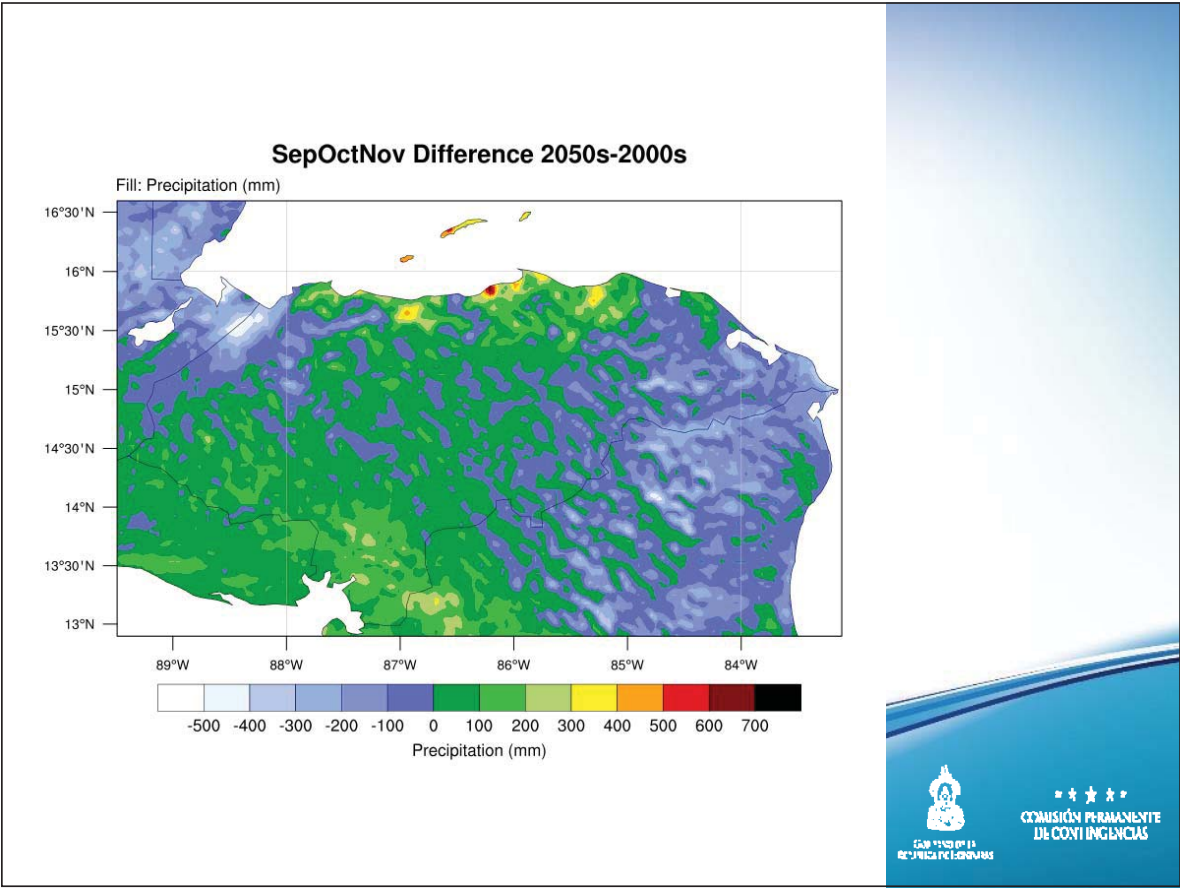 SepOctNov Difference 2050s-2000s
Fill: Precipitation (mm)
16°30'N
16°N
15°30'N
15°N
14°30'N
14°N
13°30'N
13°N
89°W 88°W 87°W 86°W 85°W 84°W
-500 -400 -300 -200 -100 0 100 200 300 400 500 600 700
Precipitation (mm)
COMISIÓN PERMANENTE
DE CONTINGENCIAS